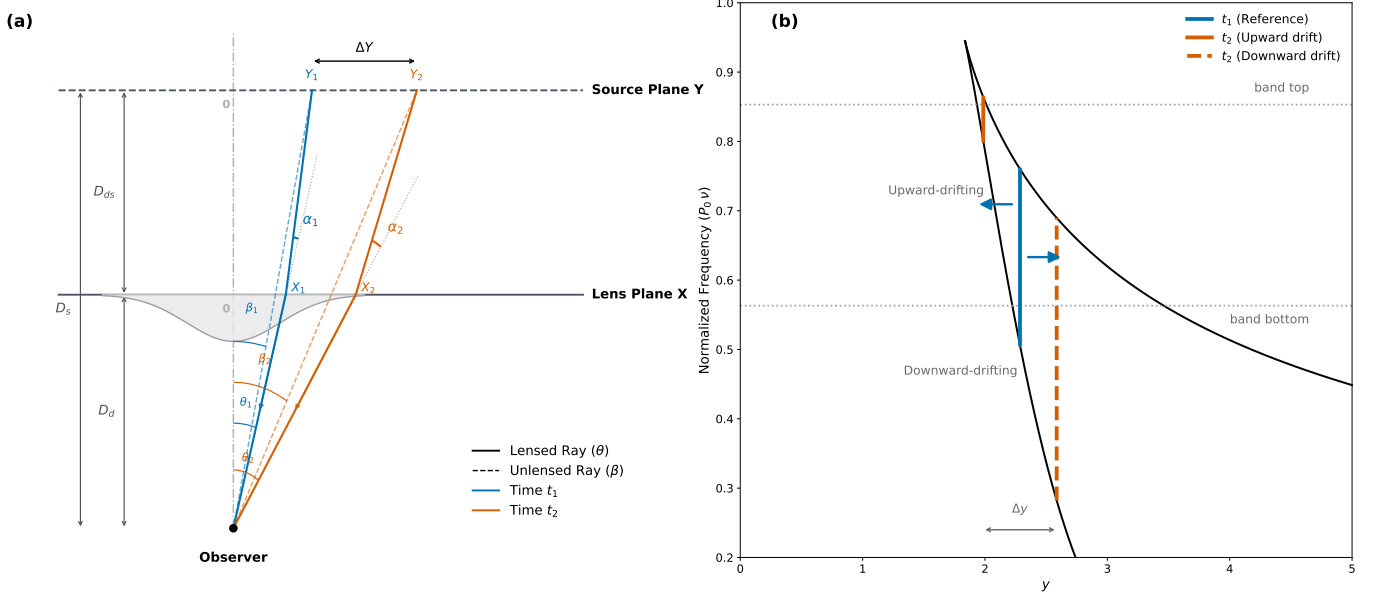 (a)
ΔY
Y₁
Y₂
Source Plane Y
0
D_ds
α₁
α₂
X₁
X₂
Lens Plane X
D_s
0
β₁
β₂
θ₁
D_d
θ₂
Lensed Ray (θ)
Unlensed Ray (β)
Time t₁
Time t₂
Observer
(b)
t₁ (Reference)
t₂ (Upward drift)
t₂ (Downward drift)
band top
Upward-drifting
band bottom
Downward-drifting
Δy
Normalized Frequency (P₀ ν)
1.0
0.9
0.8
0.7
0.6
0.5
0.4
0.3
0.2
0
1
2
3
4
5
y